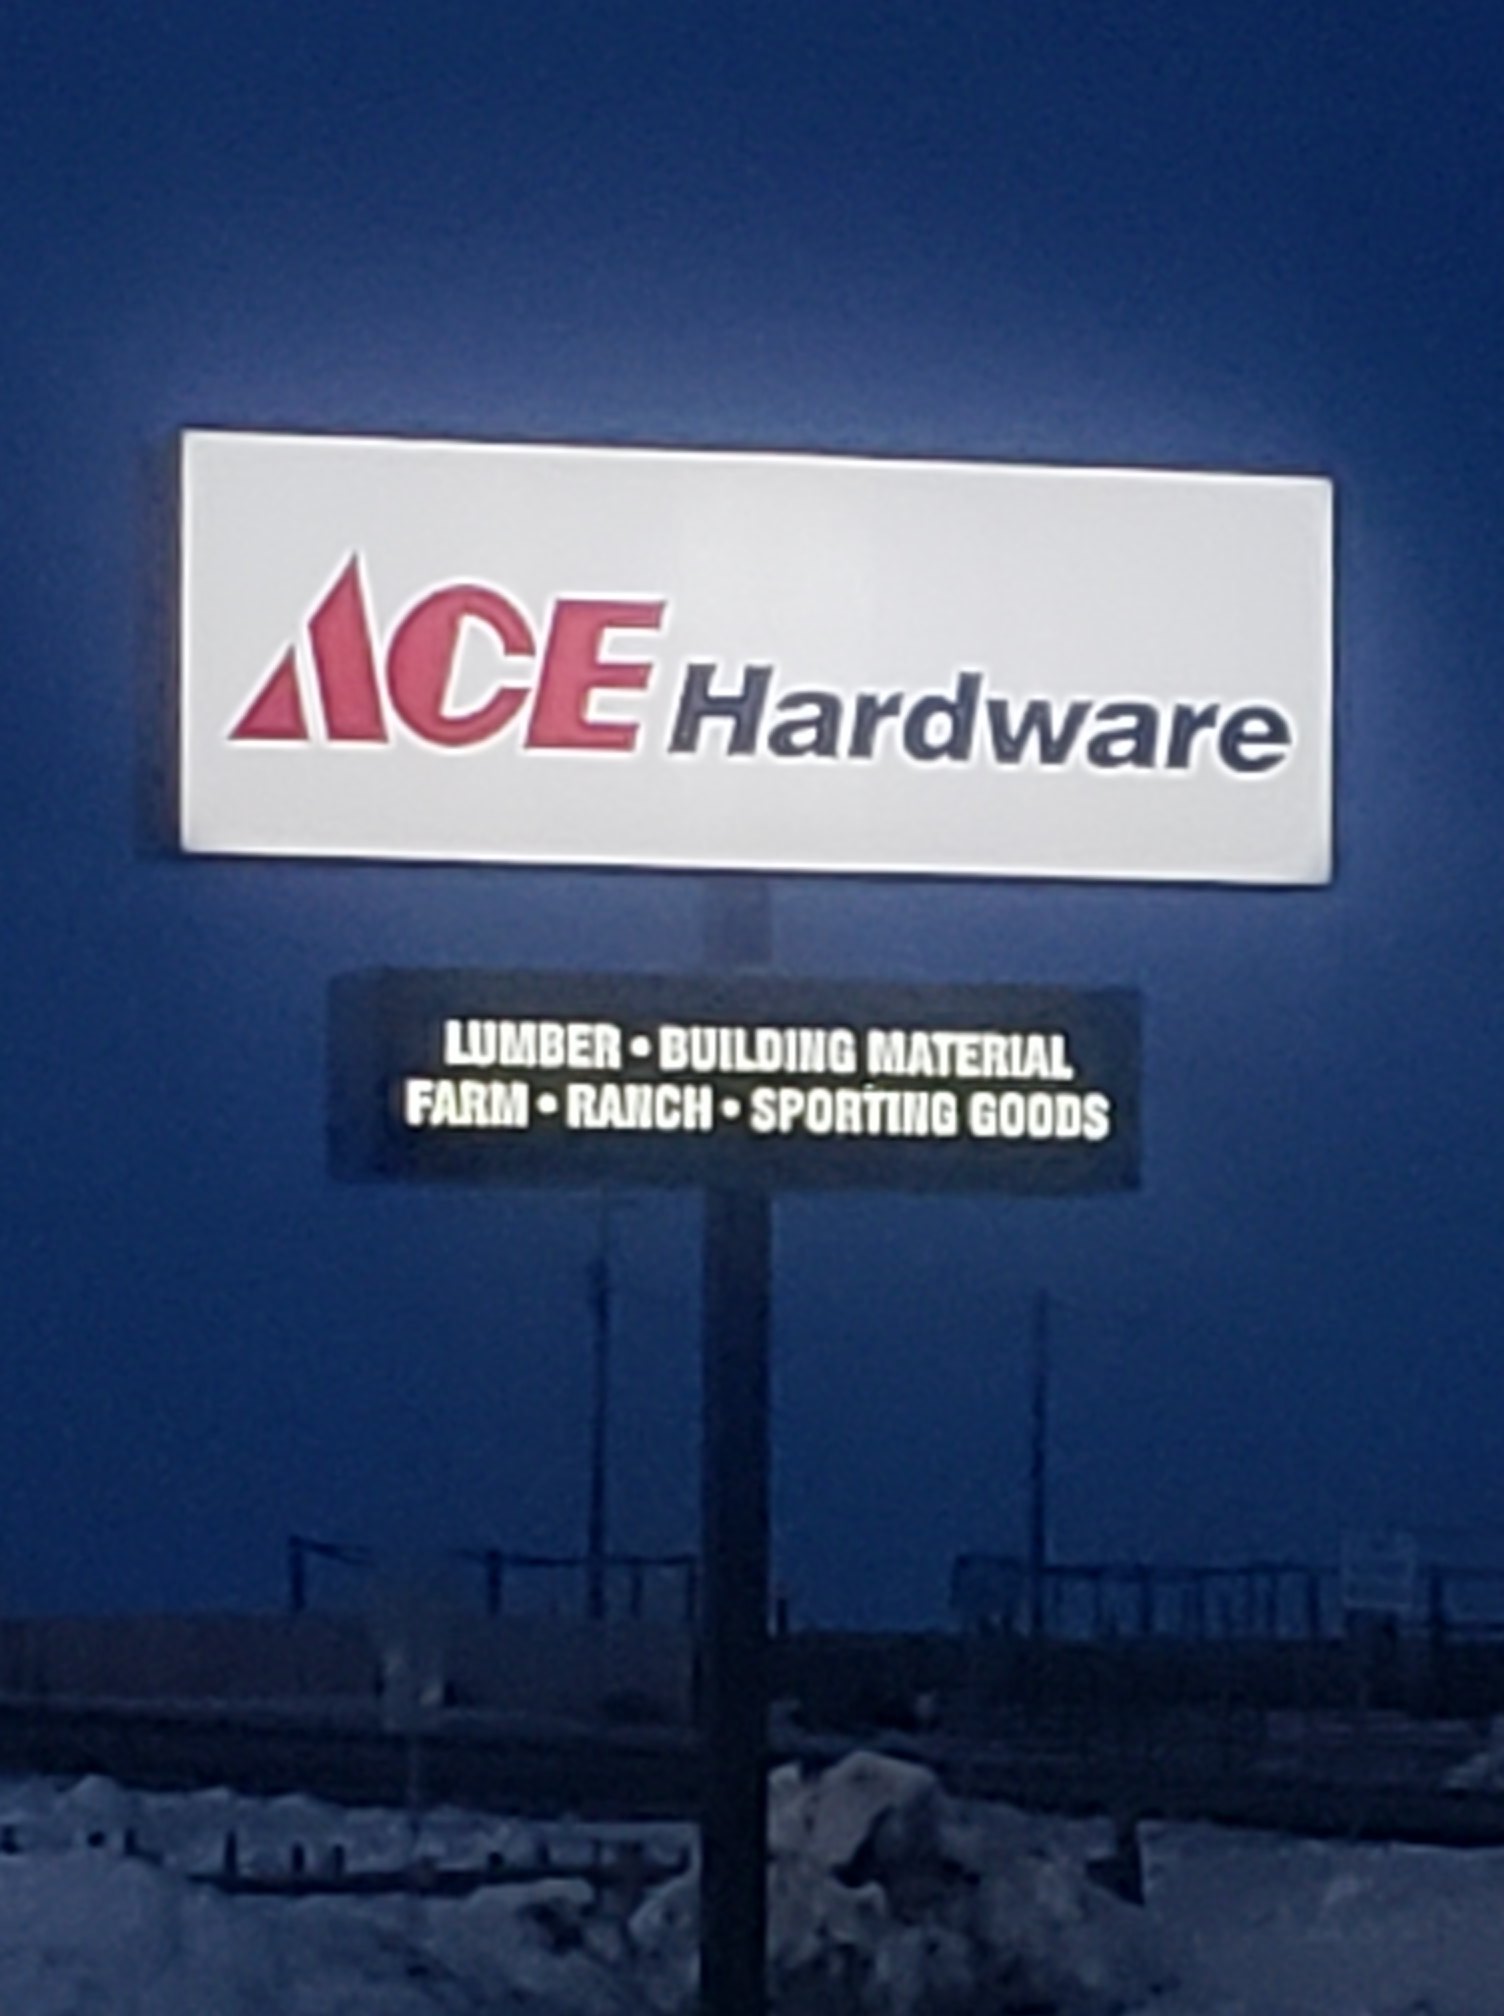 ACE Hardware
LUMBER • BUILDING MATERIAL
FARM • RANCH • SPORTING GOODS